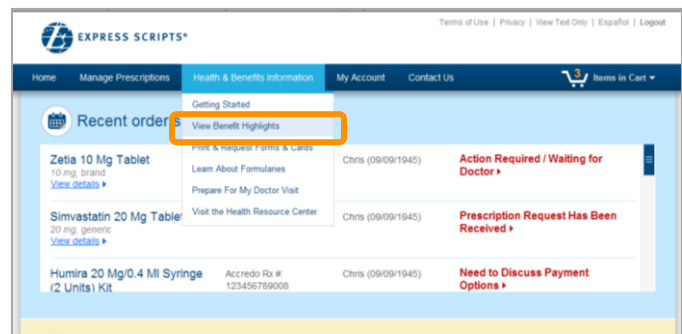 Terms of Use | Privacy | View Text Only | Español | Logout
EXPRESS SCRIPTS®
Home Manage Prescriptions Health & Benefits Information My Account Contact Us 3 Items in Cart
Getting Started
Recent orders
View Benefit Highlights
Print & Request Forms & Cards
Zetia 10 Mg Tablet
10 mg, brand
View details
Learn About Formularies
Prepare For My Doctor Visit
Visit the Health Resource Center
Chris (09/09/1945)
Action Required / Waiting for
Doctor
Simvastatin 20 Mg Tablet
20 mg, generic
View details
Chris (09/09/1945)
Prescription Request Has Been
Received
Humira 20 Mg/0.4 Ml Syringe
(2 Units) Kit
Accredo Rx #:
123456789008
Chris (09/09/1945)
Need to Discuss Payment
Options